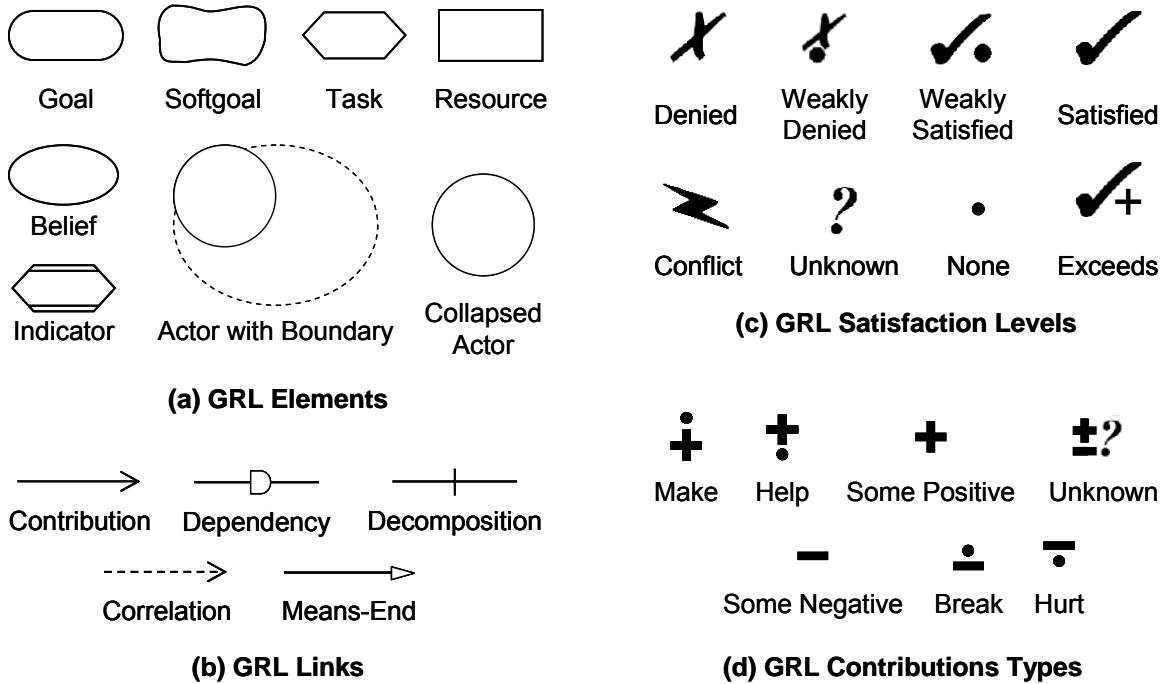 Goal
Softgoal
Task
Resource
Belief
Indicator
Actor with Boundary
Collapsed
Actor
(a) GRL Elements
Contribution
Dependency
Decomposition
Correlation
Means-End
(b) GRL Links
Denied
Weakly
Denied
Weakly
Satisfied
Satisfied
Conflict
Unknown
None
Exceeds
(c) GRL Satisfaction Levels
Make
Help
Some Positive
Unknown
Some Negative
Break
Hurt
(d) GRL Contributions Types